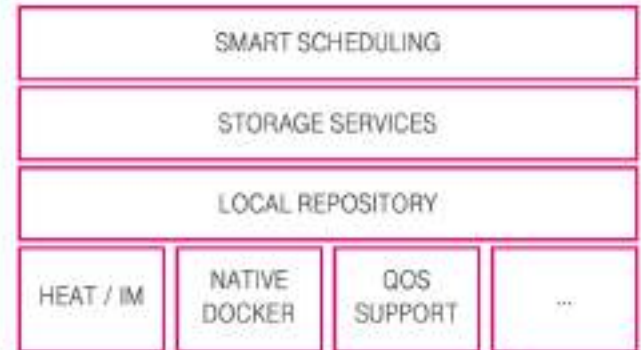 SMART SCHEDULING
STORAGE SERVICES
LOCAL REPOSITORY
HEAT / IM
NATIVE
DOCKER
QOS
SUPPORT
...